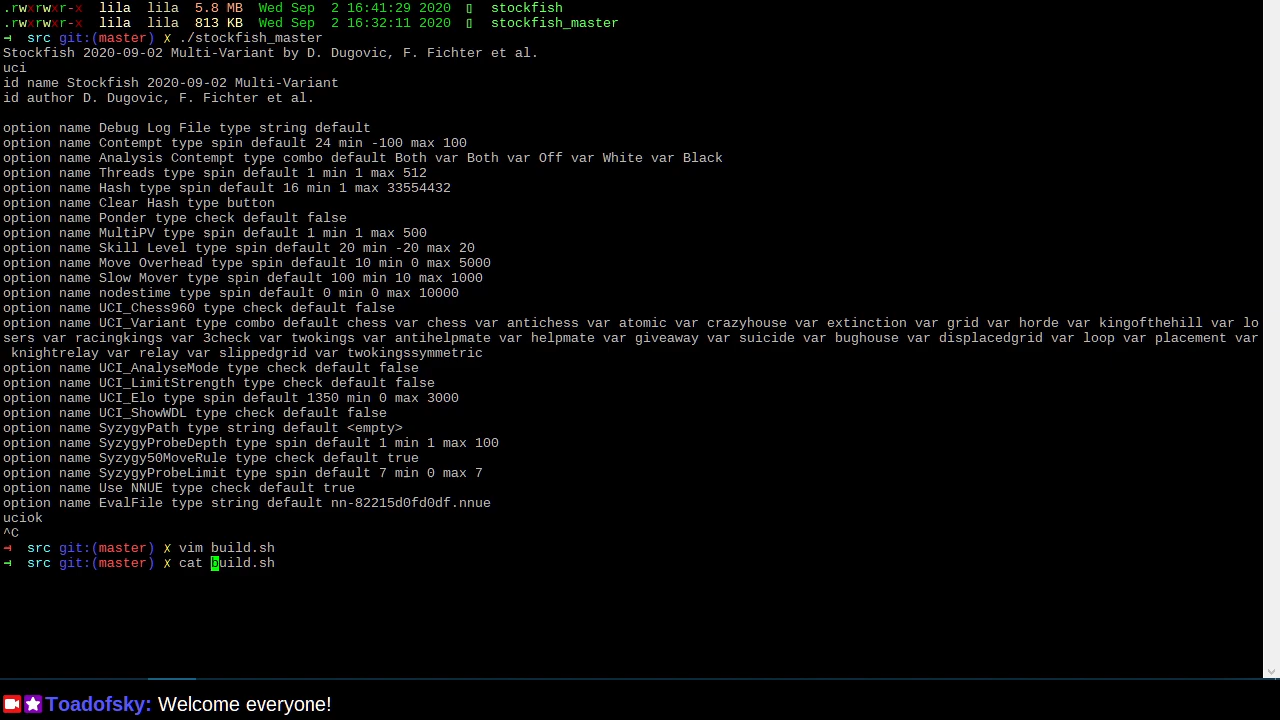 .rwxrwxr-x  lila  lila  5.8 MB  Wed Sep  2 16:41:29 2020  ▯  stockfish
.rwxrwxr-x  lila  lila  813 KB  Wed Sep  2 16:32:11 2020  ▯  stockfish_master
⊣  src git:(master) ✗ ./stockfish_master
Stockfish 2020-09-02 Multi-Variant by D. Dugovic, F. Fichter et al.
uci
id name Stockfish 2020-09-02 Multi-Variant
id author D. Dugovic, F. Fichter et al.
option name Debug Log File type string default
option name Contempt type spin default 24 min -100 max 100
option name Analysis Contempt type combo default Both var Both var Off var White var Black
option name Threads type spin default 1 min 1 max 512
option name Hash type spin default 16 min 1 max 33554432
option name Clear Hash type button
option name Ponder type check default false
option name MultiPV type spin default 1 min 1 max 500
option name Skill Level type spin default 20 min -20 max 20
option name Move Overhead type spin default 10 min 0 max 5000
option name Slow Mover type spin default 100 min 10 max 1000
option name nodestime type spin default 0 min 0 max 10000
option name UCI_Chess960 type check default false
option name UCI_Variant type combo default chess var chess var antichess var atomic var crazyhouse var extinction var grid var horde var kingofthehill var lo
sers var racingkings var 3check var twokings var antihelpmate var helpmate var giveaway var suicide var bughouse var displacedgrid var loop var placement var
knightrelay var relay var slippedgrid var twokingssymmetric
option name UCI_AnalyseMode type check default false
option name UCI_LimitStrength type check default false
option name UCI_Elo type spin default 1350 min 0 max 3000
option name UCI_ShowWDL type check default false
option name SyzygyPath type string default <empty>
option name SyzygyProbeDepth type spin default 1 min 1 max 100
option name Syzygy50MoveRule type check default true
option name SyzygyProbeLimit type spin default 7 min 0 max 7
option name Use NNUE type check default true
option name EvalFile type string default nn-82215d0fd0df.nnue
uciok
^C
⊣  src git:(master) ✗ vim build.sh
⊣  src git:(master) ✗ cat build.sh
Toadofsky: Welcome everyone!